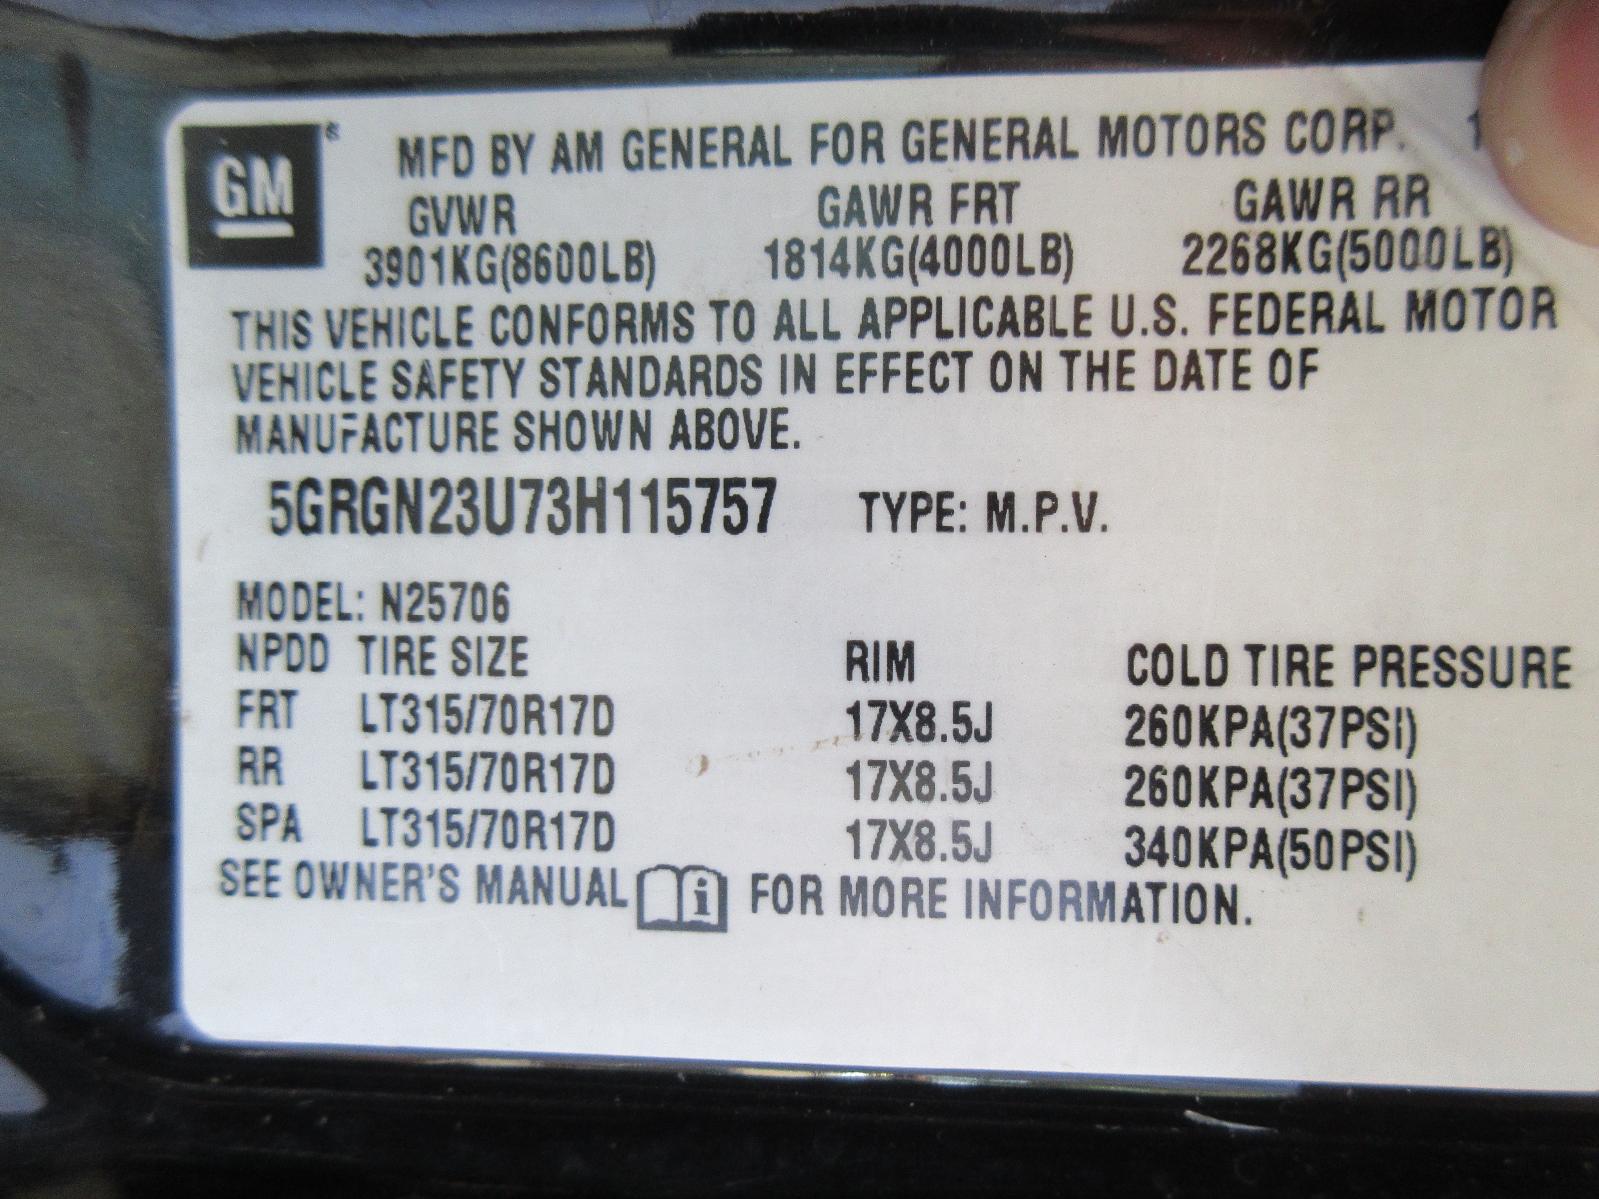 GM® MFD BY AM GENERAL FOR GENERAL MOTORS CORP.
GVWR GAWR FRT GAWR RR
3901KG(8600LB) 1814KG(4000LB) 2268KG(5000LB)
THIS VEHICLE CONFORMS TO ALL APPLICABLE U.S. FEDERAL MOTOR
VEHICLE SAFETY STANDARDS IN EFFECT ON THE DATE OF
MANUFACTURE SHOWN ABOVE.
5GRGN23U73H115757 TYPE: M.P.V.
MODEL: N25706
NPDD TIRE SIZE RIM COLD TIRE PRESSURE
FRT LT315/70R17D 17X8.5J 260KPA(37PSI)
RR LT315/70R17D 17X8.5J 260KPA(37PSI)
SPA LT315/70R17D 17X8.5J 340KPA(50PSI)
SEE OWNER'S MANUAL i FOR MORE INFORMATION.